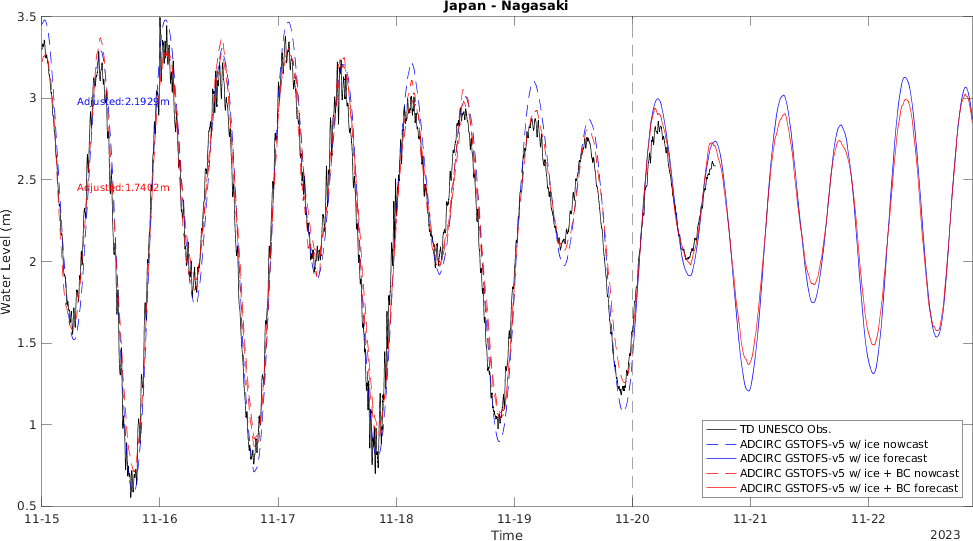 Japan - Nagasaki
3.5
3
2.5
2
1.5
1
0.5
Water Level (m)
Adjusted:2.1929m
Adjusted:1.7402m
TD UNESCO Obs.
ADCIRC GSTOFS-v5 w/ ice nowcast
ADCIRC GSTOFS-v5 w/ ice forecast
ADCIRC GSTOFS-v5 w/ ice + BC nowcast
ADCIRC GSTOFS-v5 w/ ice + BC forecast
11-15 11-16 11-17 11-18 11-19 11-20 11-21 11-22
Time
2023